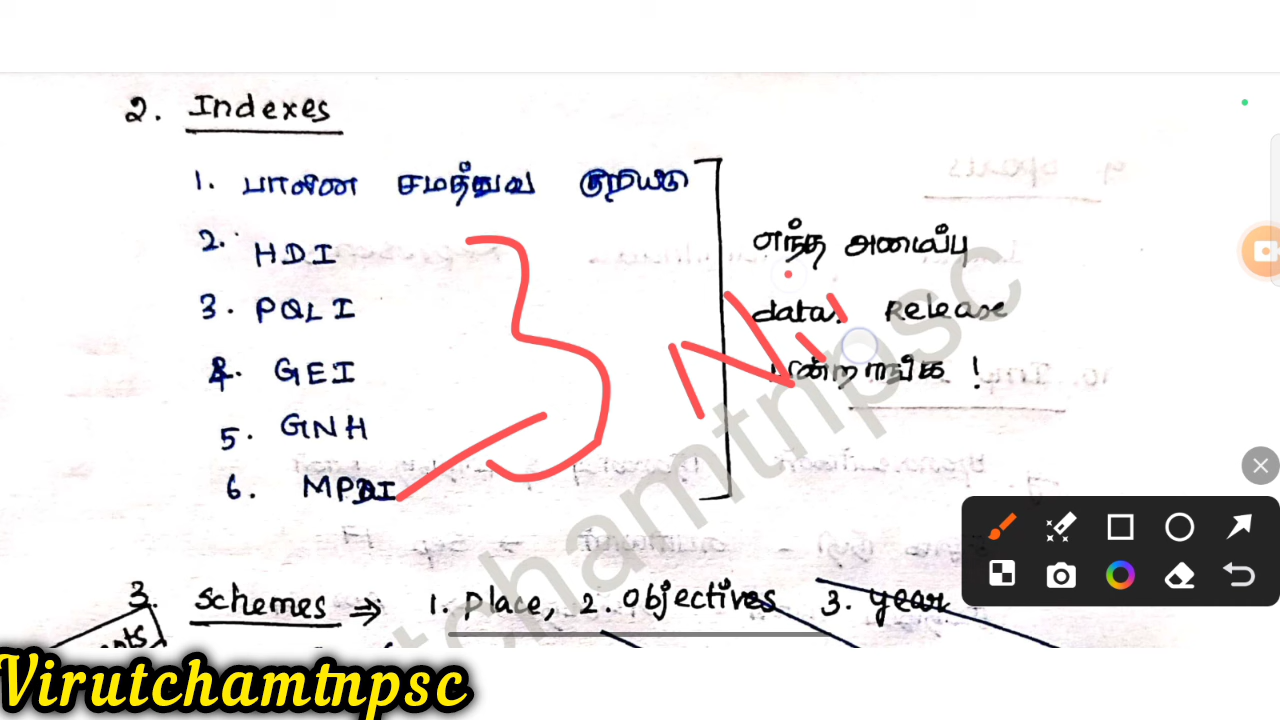 2. Indexes
1. பாலின சமத்துவ குறியீடு
2. HDI
3. PQLI
4. GEI
5. GNH
6. MPI
எந்த அமைப்பு
data Release
பண்றாங்க !
3. Schemes ⇒ 1. Place, 2. Objectives 3. year
Virutchamtnpsc